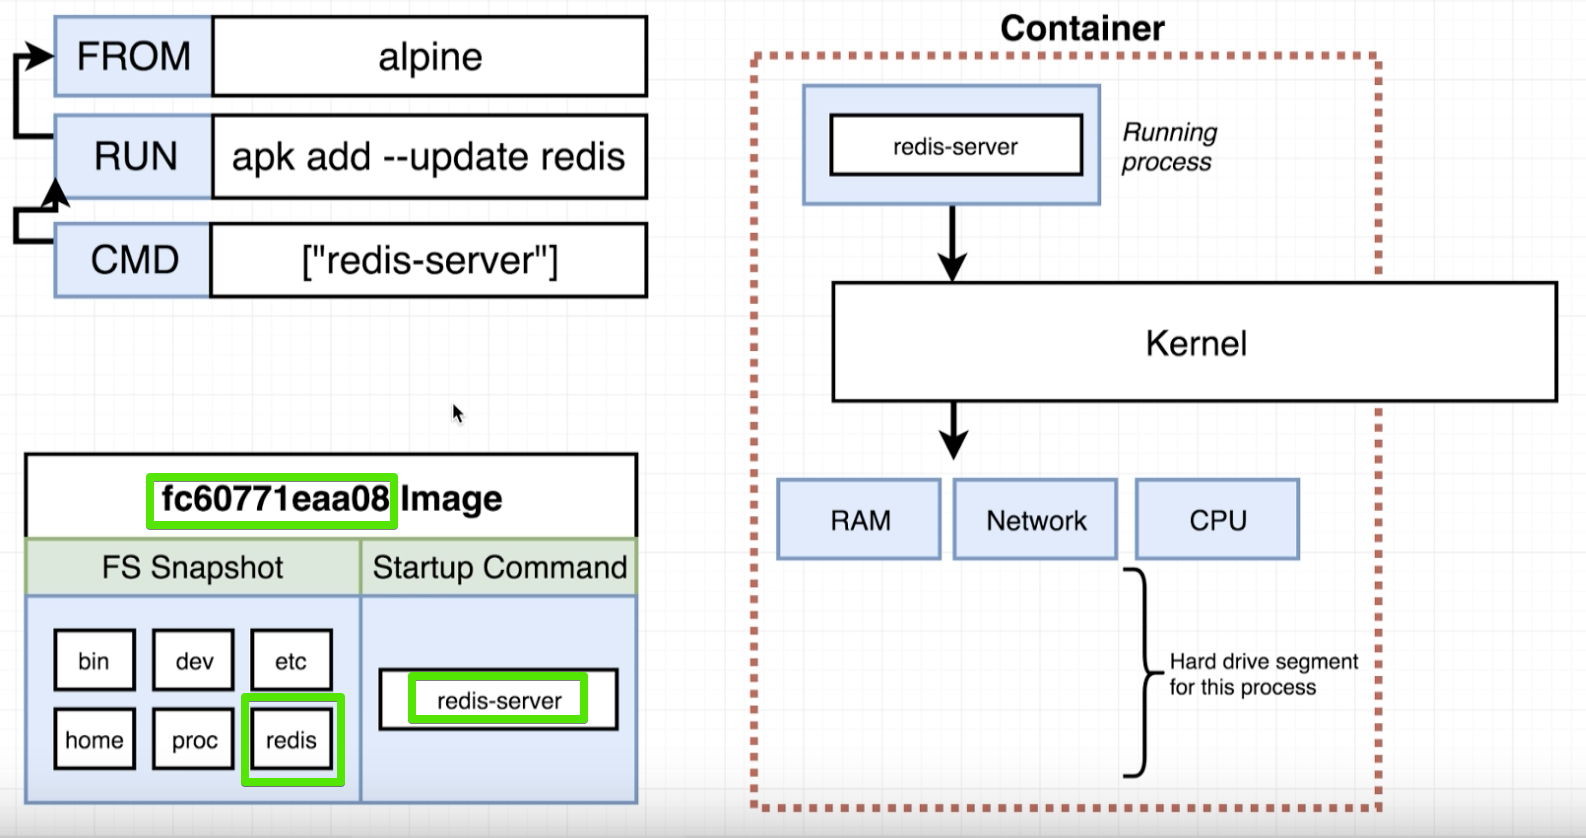 FROM alpine
RUN apk add --update redis
CMD ["redis-server"]
fc60771eaa08 Image
FS Snapshot Startup Command
bin dev etc
home proc redis
redis-server
Container
redis-server
Running
process
Kernel
RAM Network CPU
Hard drive segment
for this process